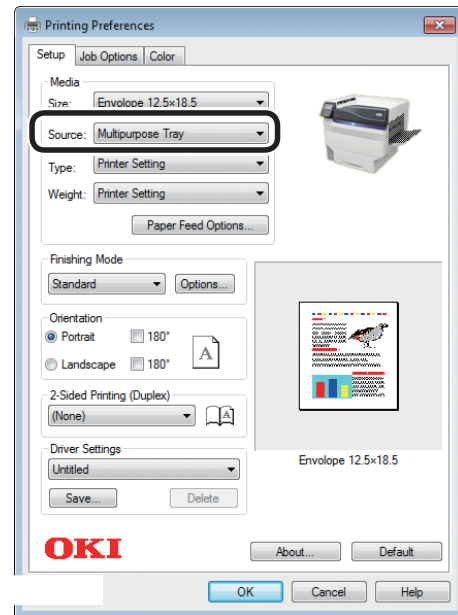 Printing Preferences
Setup Job Options Color
Media
Size: Envelope 12.5×18.5
Source: Multipurpose Tray
Type: Printer Setting
Weight: Printer Setting
Paper Feed Options...
Finishing Mode
Standard Options...
Orientation
Portrait 180°
A
Landscape 180°
2-Sided Printing (Duplex)
(None) A
Driver Settings
Envelope 12.5×18.5
Untitled
Save... Delete
OKI
About... Default
OK Cancel Help